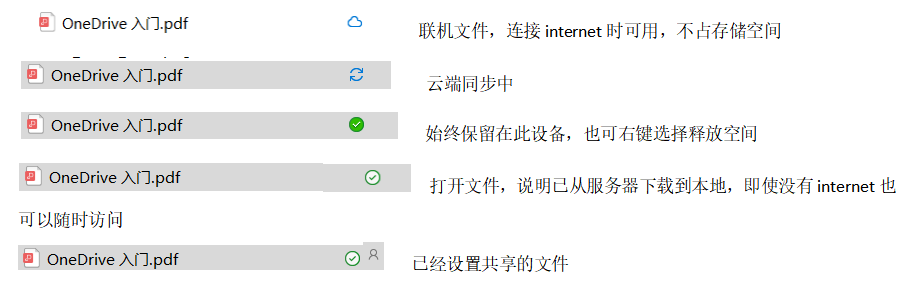 OneDrive 入门.pdf 联机文件，连接 internet 时可用，不占存储空间
OneDrive 入门.pdf 云端同步中
OneDrive 入门.pdf 始终保留在此设备，也可右键选择释放空间
OneDrive 入门.pdf 打开文件，说明已从服务器下载到本地，即使没有 internet 也
可以随时访问
OneDrive 入门.pdf 已经设置共享的文件